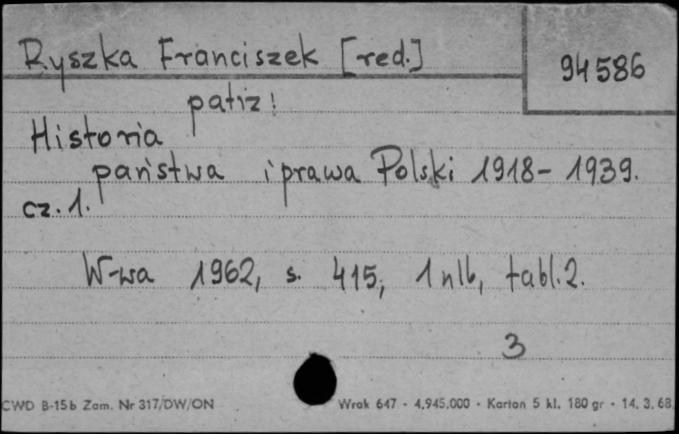 Ryszka Franciszek [red.]
94586
patrz!
Historia
państwa i prawa Polski 1918-1939.
cz. 1.
W-wa 1962, s. 415, 1 nlb, tabl. 2.
3
CWD B-15b Zam. Nr 317/DW/ON Wrak 647 - 4.945.000 - Karton 5 kl. 180 gr - 14. 3. 68